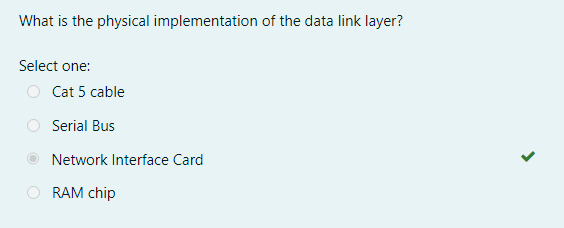 What is the physical implementation of the data link layer?
Select one:
Cat 5 cable
Serial Bus
Network Interface Card
RAM chip